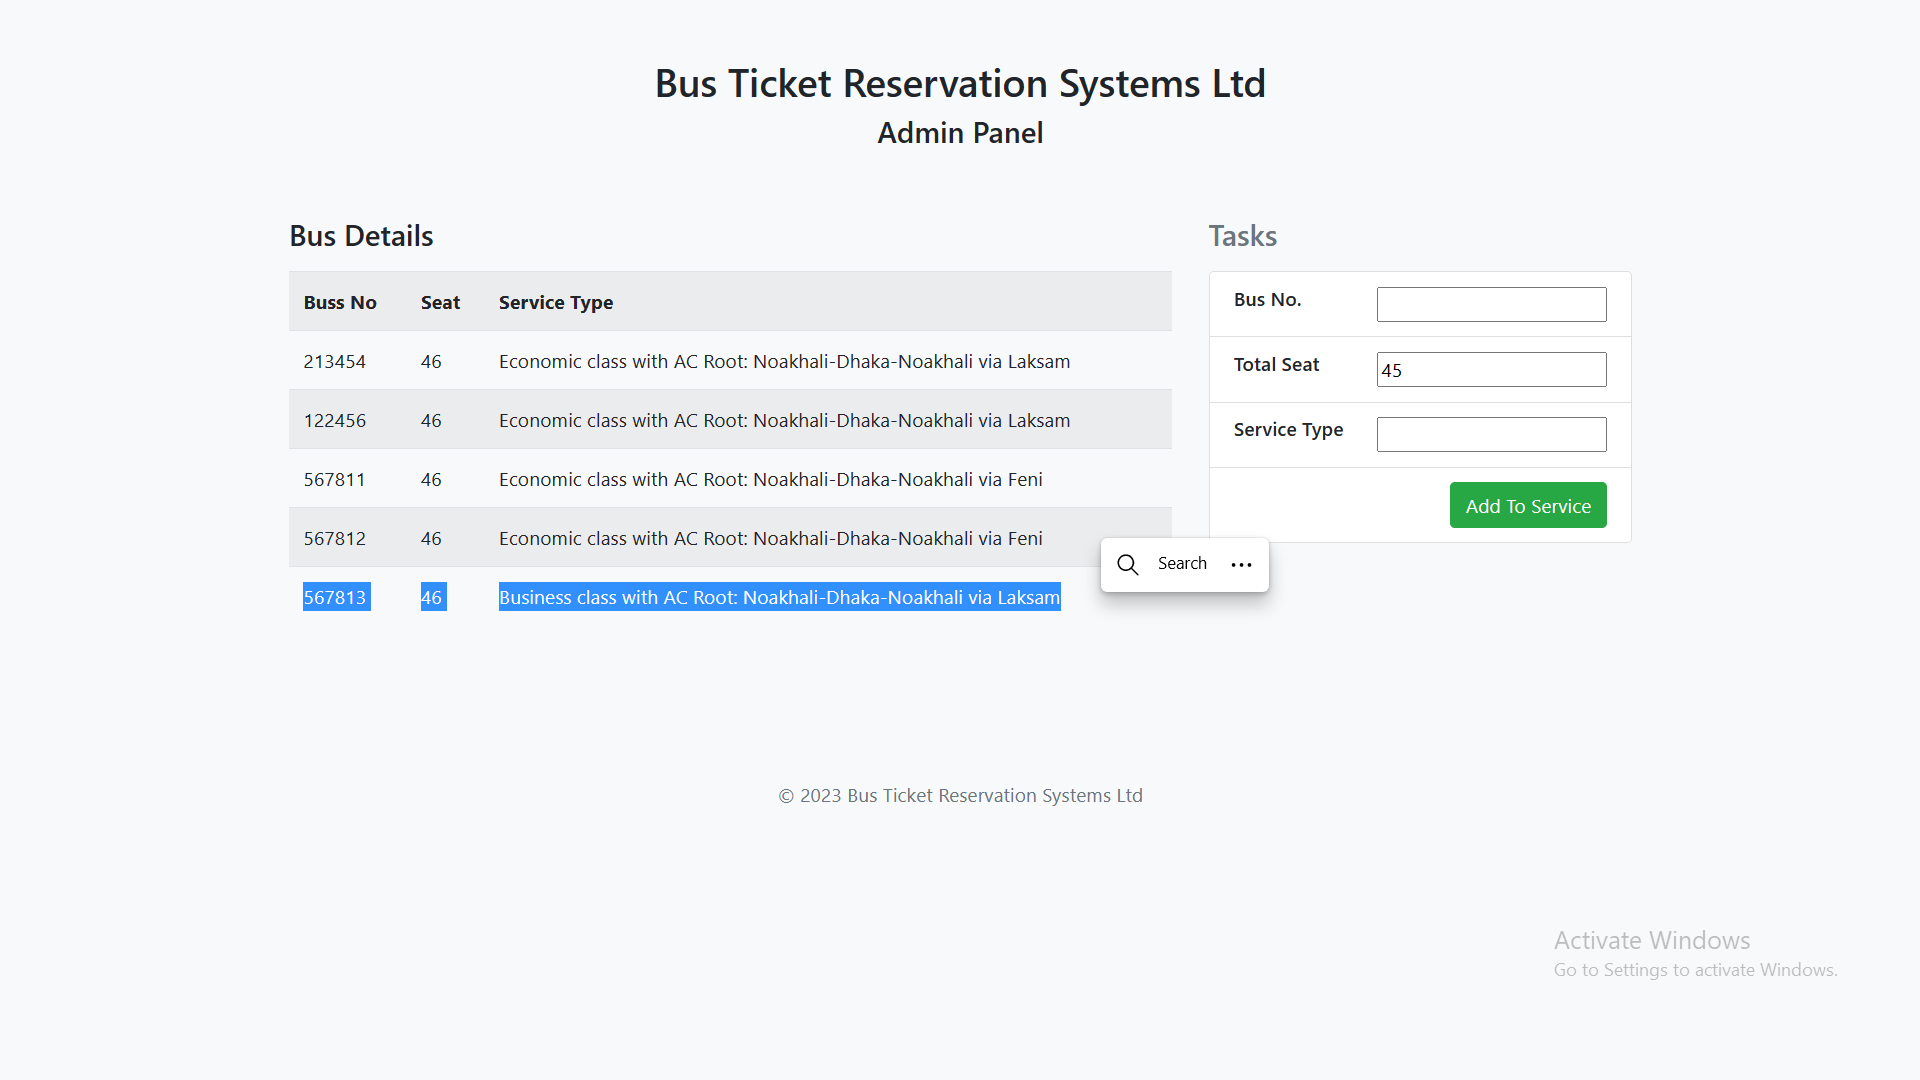 Bus Ticket Reservation Systems Ltd
Admin Panel
Bus Details
Buss No Seat Service Type
213454 46 Economic class with AC Root: Noakhali-Dhaka-Noakhali via Laksam
122456 46 Economic class with AC Root: Noakhali-Dhaka-Noakhali via Laksam
567811 46 Economic class with AC Root: Noakhali-Dhaka-Noakhali via Feni
567812 46 Economic class with AC Root: Noakhali-Dhaka-Noakhali via Feni
567813 46 Business class with AC Root: Noakhali-Dhaka-Noakhali via Laksam
Search
Tasks
Bus No.
Total Seat 45
Service Type
Add To Service
© 2023 Bus Ticket Reservation Systems Ltd
Activate Windows
Go to Settings to activate Windows.